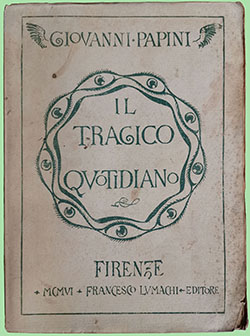 GIOVANNI · PAPINI
IL
TRAGICO
QVOTIDIANO
FIRENZE
MCMVI · FRANCESCO LVMACHI · EDITORE